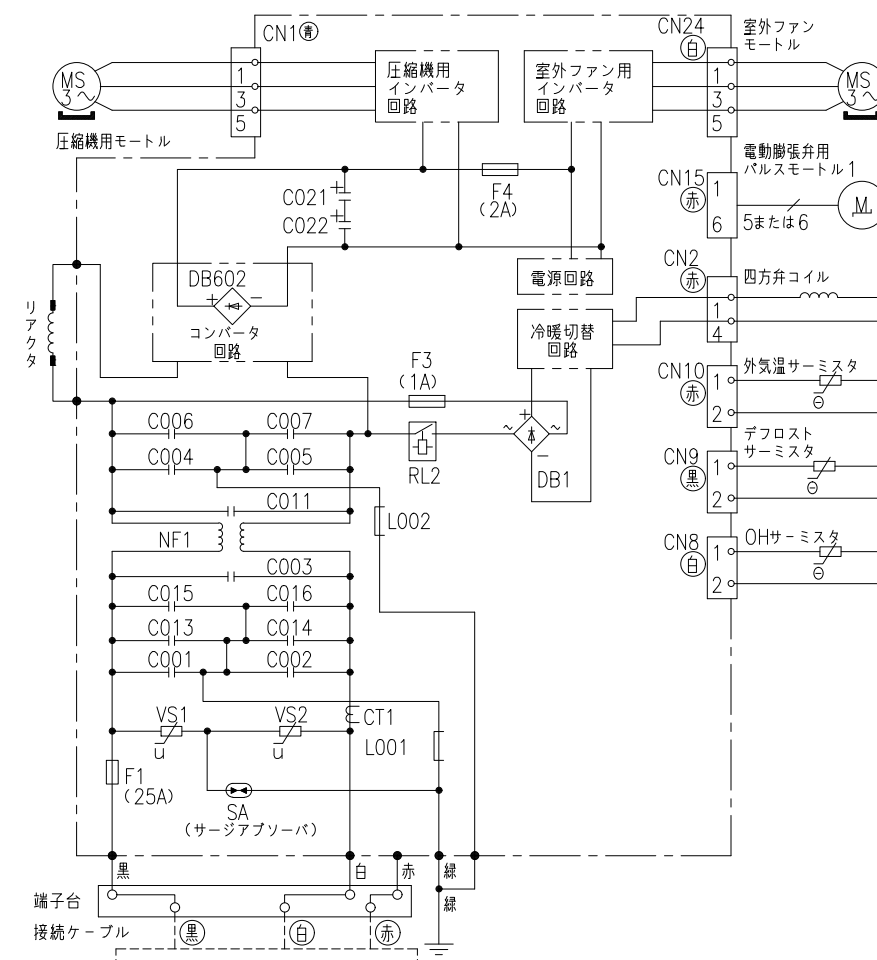 CN1 青
MS
3～
1
3
5
圧縮機用モートル
圧縮機用
インバータ
回路
室外ファン用
インバータ
回路
CN24
白
1
3
5
室外ファン
モートル
MS
3～
C021
+
C022
+
F4
(2A)
CN15
赤
1
6
電動膨張弁用
パルスモートル1
5または6
M
電源回路
CN2
赤
1
4
四方弁コイル
DB602
+
−
コンバータ
回路
リアクタ
冷暖切替
回路
F3
(1A)
CN10
赤
1
2
外気温サーミスタ
Θ
C006
C007
C004
C005
RL2
～
+
～
−
DB1
CN9
黒
1
2
デフロスト
サーミスタ
Θ
C011
L002
NF1
CN8
白
1
2
OHサーミスタ
Θ
C003
C015
C016
C013
C014
C001
C002
VS1
u
VS2
u
CT1
L001
F1
(25A)
SA
(サージアブソーバ)
黒
白
赤
緑
端子台
緑
接続ケーブル
黒
白
赤